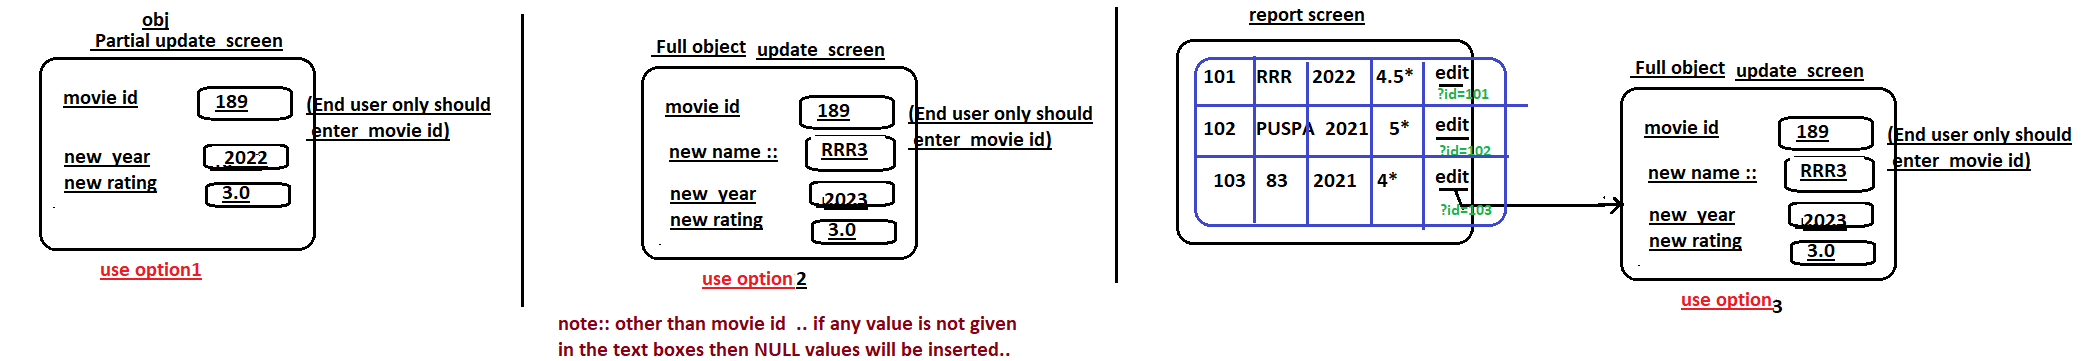 obj
Partial update screen
movie id 189 (End user only should
enter movie id)
new year 2022
new rating 3.0
use option1
Full object update screen
movie id 189 (End user only should
enter movie id)
new name :: RRR3
new year 2023
new rating 3.0
use option 2
note:: other than movie id .. if any value is not given
in the text boxes then NULL values will be inserted..
report screen
101 RRR 2022 4.5* edit
?id=101
102 PUSPA 2021 5* edit
?id=102
103 83 2021 4* edit
?id=103
Full object update screen
movie id 189 (End user only should
enter movie id)
new name :: RRR3
new year 2023
new rating 3.0
use option3